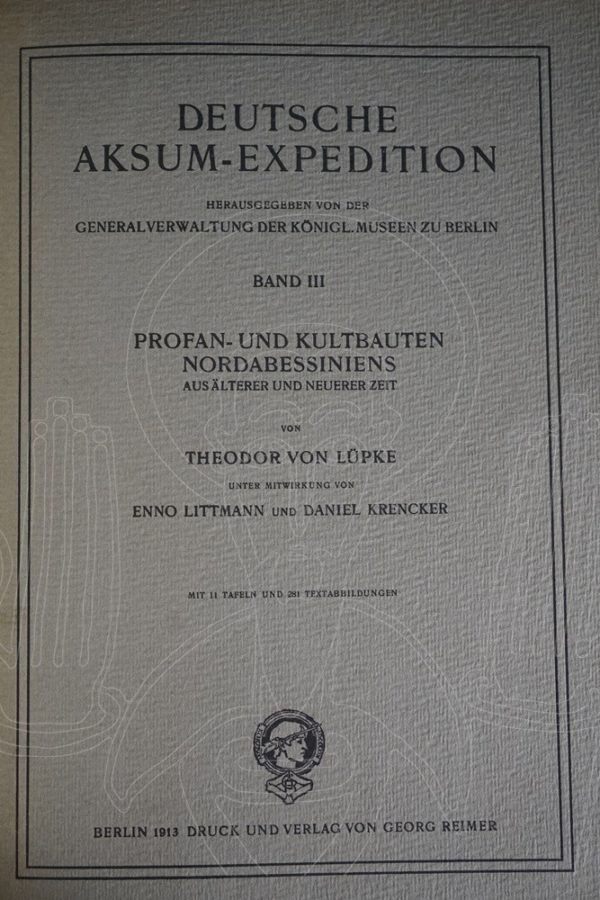 DEUTSCHE
AKSUM-EXPEDITION
HERAUSGEGEBEN VON DER
GENERALVERWALTUNG DER KÖNIGL. MUSEEN ZU BERLIN
BAND III
PROFAN- UND KULTBAUTEN
NORDABESSINIENS
AUS ÄLTERER UND NEUERER ZEIT
VON
THEODOR VON LÜPKE
UNTER MITWIRKUNG VON
ENNO LITTMANN UND DANIEL KRENCKER
MIT 11 TAFELN UND 281 TEXTABBILDUNGEN
BERLIN 1913 DRUCK UND VERLAG VON GEORG REIMER